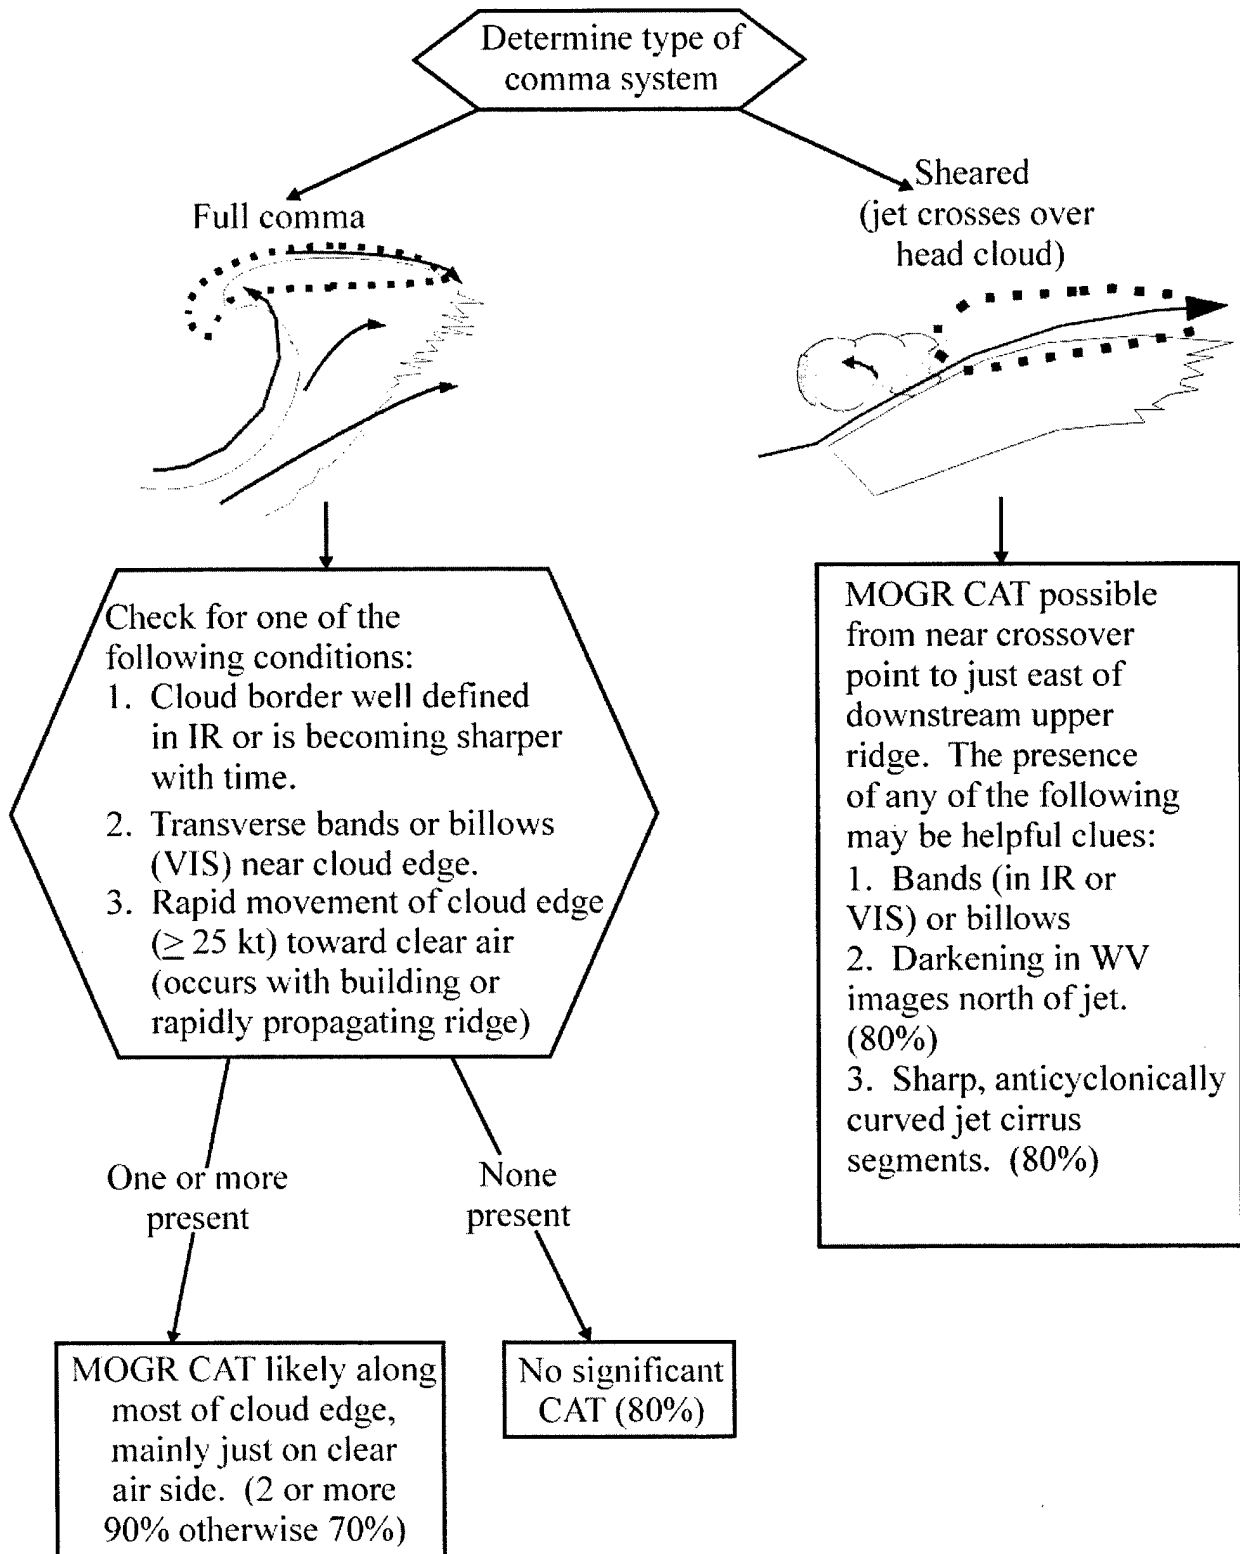 Determine type of
comma system
Full comma
Sheared
(jet crosses over
head cloud)
Check for one of the
following conditions:
1. Cloud border well defined
in IR or is becoming sharper
with time.
2. Transverse bands or billows
(VIS) near cloud edge.
3. Rapid movement of cloud edge
(≥ 25 kt) toward clear air
(occurs with building or
rapidly propagating ridge)
MOGR CAT possible
from near crossover
point to just east of
downstream upper
ridge. The presence
of any of the following
may be helpful clues:
1. Bands (in IR or
VIS) or billows
2. Darkening in WV
images north of jet.
(80%)
3. Sharp, anticyclonically
curved jet cirrus
segments. (80%)
One or more
present
None
present
MOGR CAT likely along
most of cloud edge,
mainly just on clear
air side. (2 or more
90% otherwise 70%)
No significant
CAT (80%)